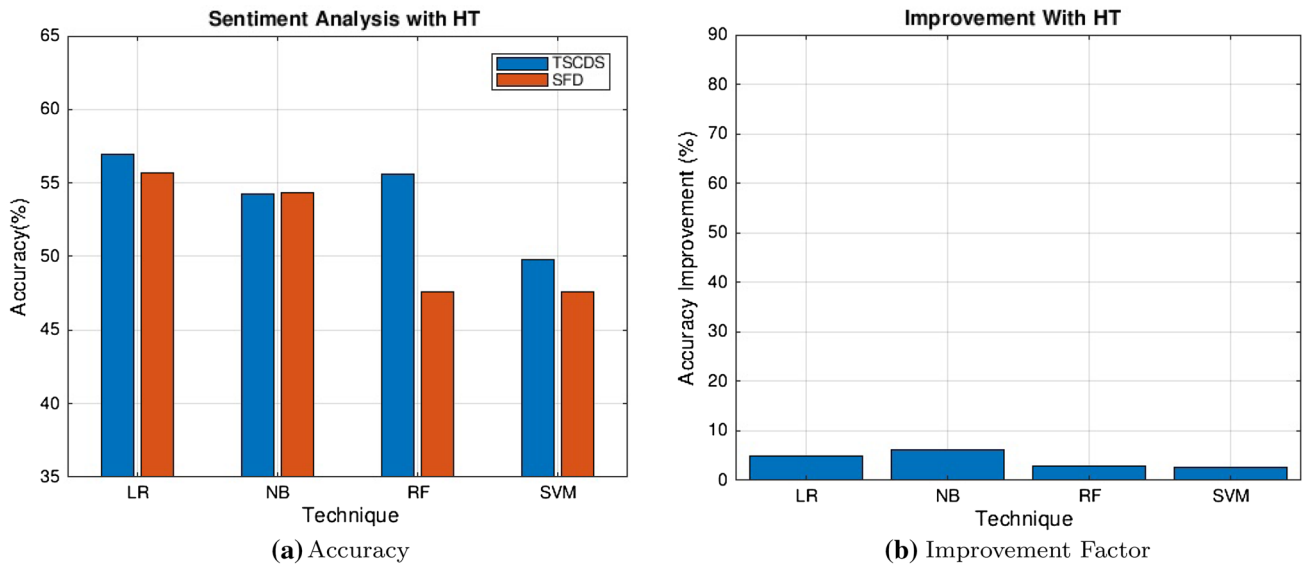 Sentiment Analysis with HT
65
60
55
50
45
40
35
Accuracy(%)
TSCDS
SFD
LR NB RF SVM
Technique
(a) Accuracy
Improvement With HT
90
80
70
60
50
40
30
20
10
0
Accuracy Improvement (%)
LR NB RF SVM
Technique
(b) Improvement Factor